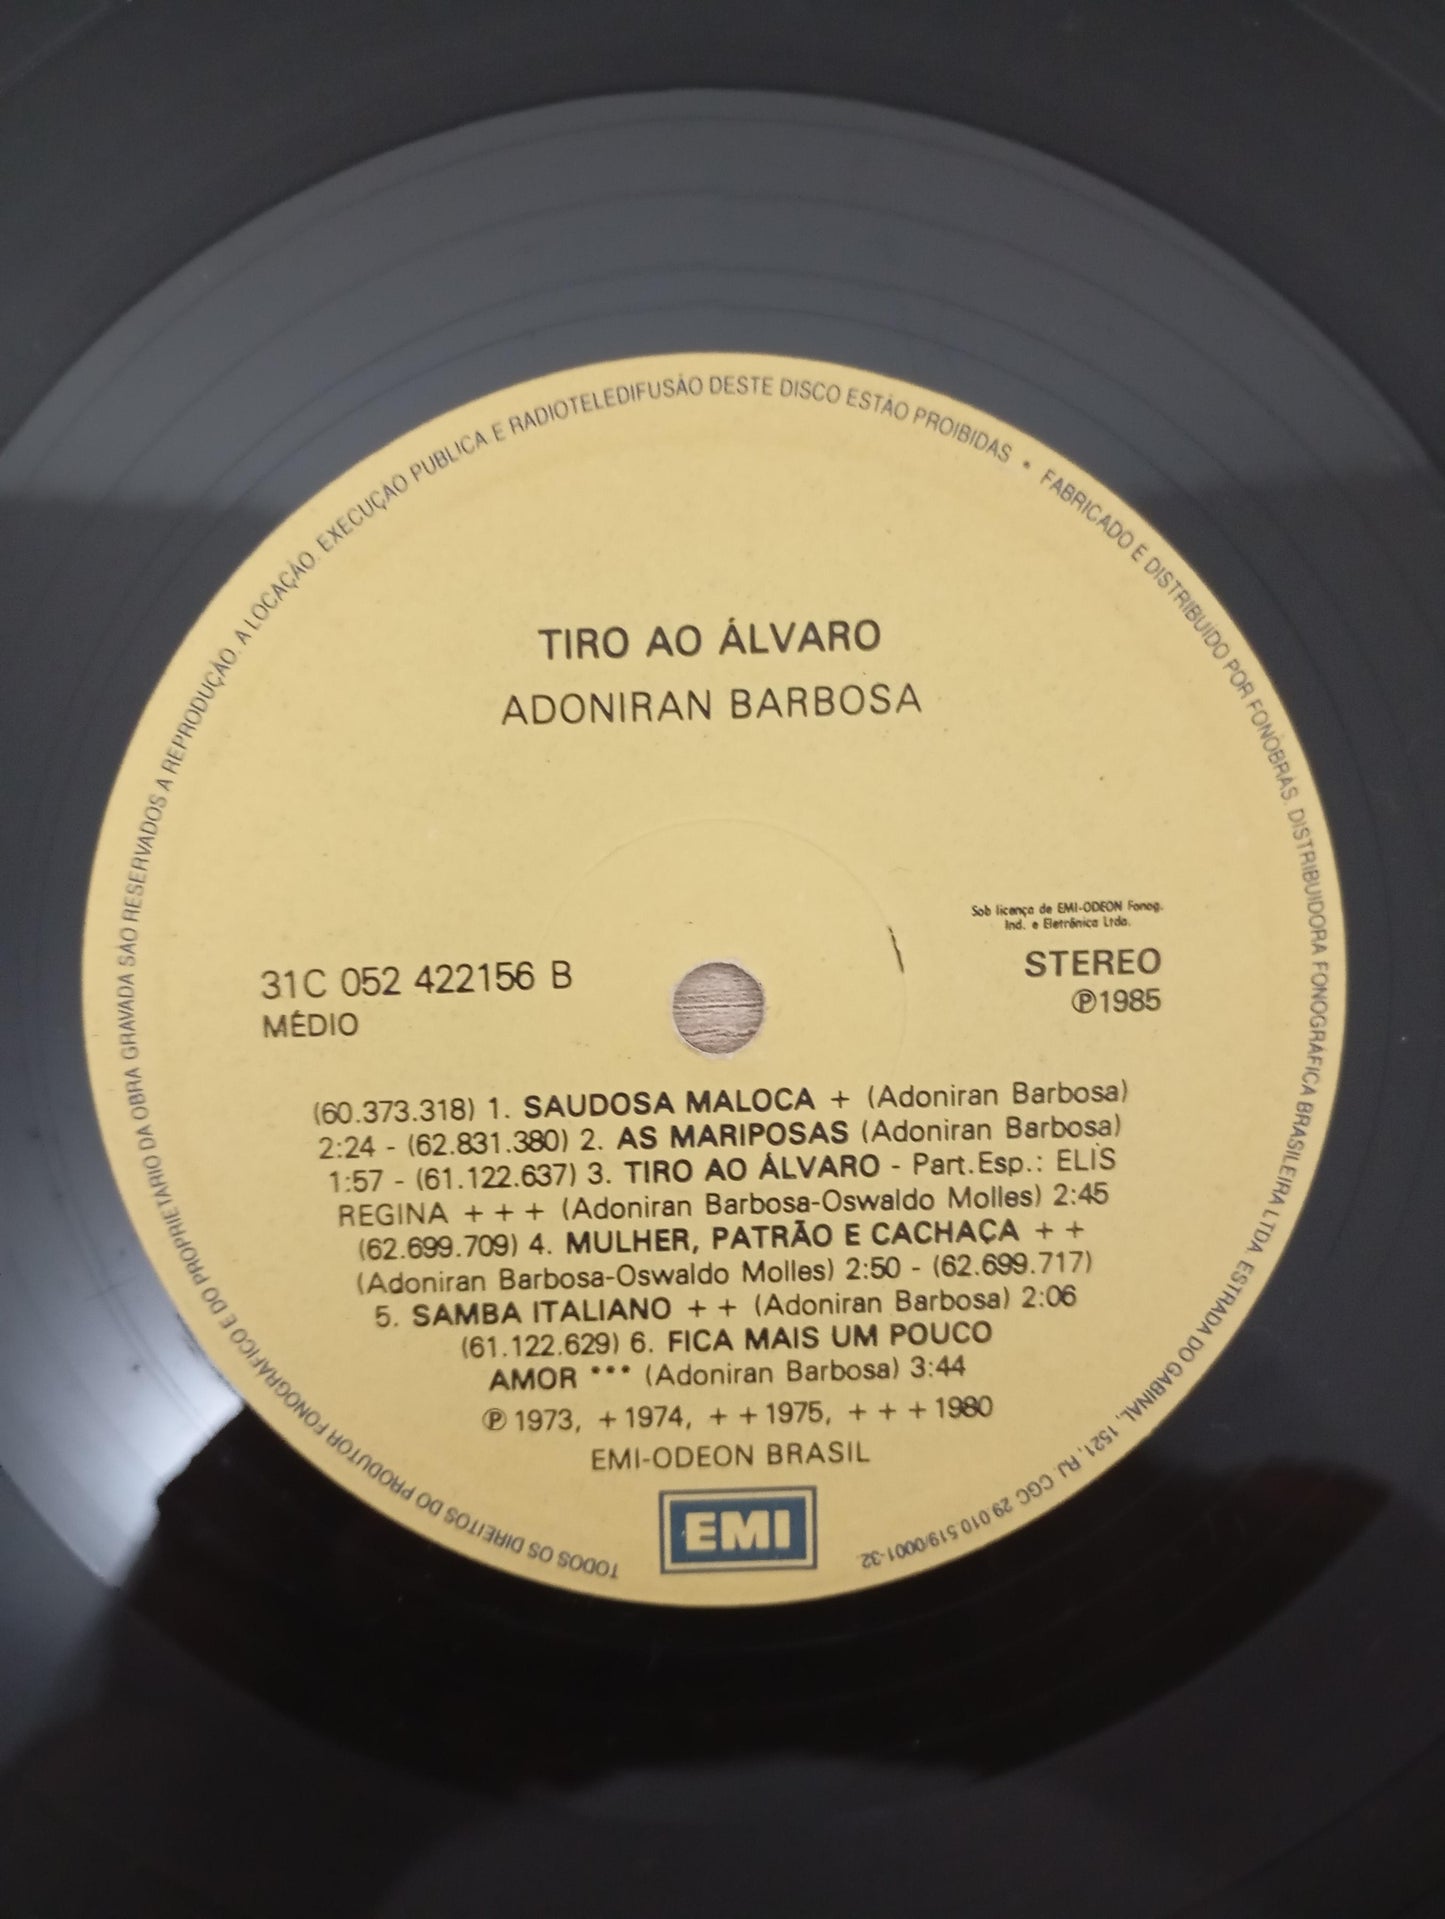 TODOS OS DIREITOS DO PRODUTOR FONOGRÁFICO E DO PROPRIETÁRIO DA OBRA GRAVADA SÃO RESERVADOS A REPRODUÇÃO. A LOCAÇÃO. EXECUÇÃO PUBLICA E RADIOTELEDIFUSÃO DESTE DISCO ESTÃO PROIBIDAS • FABRICADO E DISTRIBUIDO POR FONOBRÁS. DISTRIBUIDORA FONOGRÁFICA BRASILEIRA LTDA. ESTRADA DO GABINAL, 1521, RJ. CGC 29.010.519/0001-32.
TIRO AO ÁLVARO
ADONIRAN BARBOSA
Sob licença de EMI-ODEON Fonog.
Ind. e Eletrônica Ltda.
31C 052 422156 B
MÉDIO
STEREO
℗1985
(60.373.318) 1. SAUDOSA MALOCA + (Adoniran Barbosa)
2:24 - (62.831.380) 2. AS MARIPOSAS (Adoniran Barbosa)
1:57 - (61.122.637) 3. TIRO AO ÁLVARO - Part.Esp.: ELIS
REGINA + + + (Adoniran Barbosa-Oswaldo Molles) 2:45
(62.699.709) 4. MULHER, PATRÃO E CACHAÇA + +
(Adoniran Barbosa-Oswaldo Molles) 2:50 - (62.699.717)
5. SAMBA ITALIANO + + (Adoniran Barbosa) 2:06
(61.122.629) 6. FICA MAIS UM POUCO
AMOR *** (Adoniran Barbosa) 3:44
℗ 1973, + 1974, + + 1975, + + + 1980
EMI-ODEON BRASIL
EMI